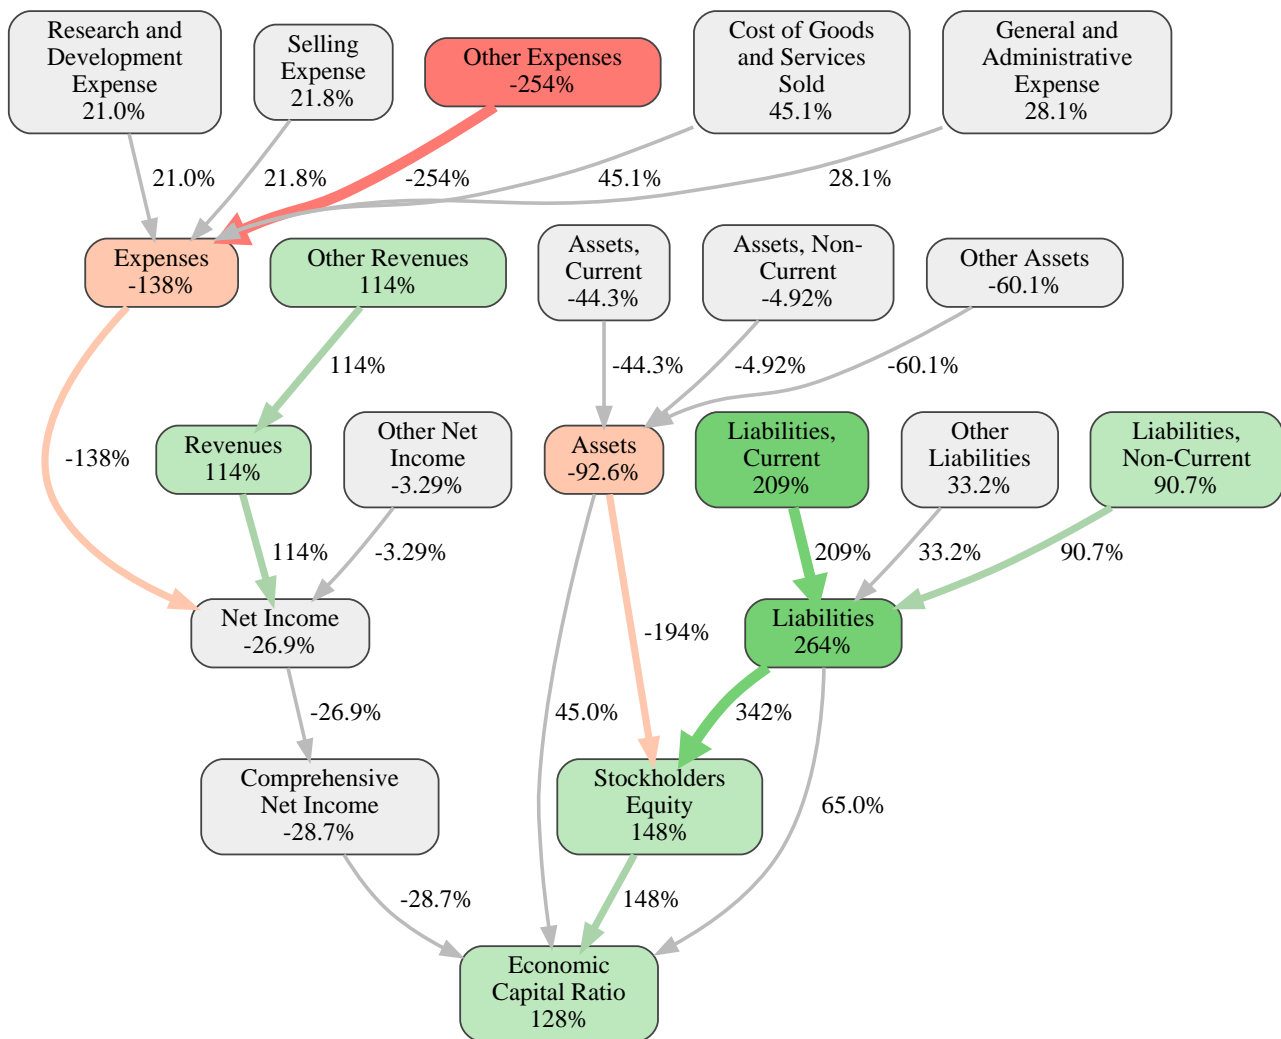 Research and
Development
Expense
21.0%
Selling
Expense
21.8%
Other Expenses
-254%
Cost of Goods
and Services
Sold
45.1%
General and
Administrative
Expense
28.1%
21.0%
21.8%
-254%
45.1%
28.1%
Expenses
-138%
Other Revenues
114%
Assets,
Current
-44.3%
Assets, Non-
Current
-4.92%
Other Assets
-60.1%
114%
-44.3%
-4.92%
-60.1%
-138%
Revenues
114%
Other Net
Income
-3.29%
Assets
-92.6%
Liabilities,
Current
209%
Other
Liabilities
33.2%
Liabilities,
Non-Current
90.7%
114%
-3.29%
209%
33.2%
90.7%
Net Income
-26.9%
-194%
Liabilities
264%
-26.9%
45.0%
342%
Comprehensive
Net Income
-28.7%
Stockholders
Equity
148%
65.0%
-28.7%
148%
Economic
Capital Ratio
128%